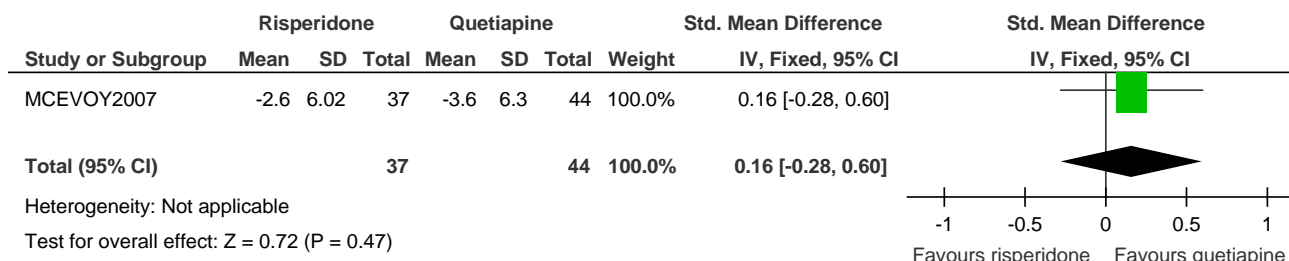 Risperidone Quetiapine Std. Mean Difference Std. Mean Difference
Study or Subgroup Mean SD Total Mean SD Total Weight IV, Fixed, 95% CI IV, Fixed, 95% CI
MCEVOY2007 -2.6 6.02 37 -3.6 6.3 44 100.0% 0.16 [-0.28, 0.60]
Total (95% CI) 37 44 100.0% 0.16 [-0.28, 0.60]
Heterogeneity: Not applicable
Test for overall effect: Z = 0.72 (P = 0.47)
-1 -0.5 0 0.5 1
Favours risperidone Favours quetiapine